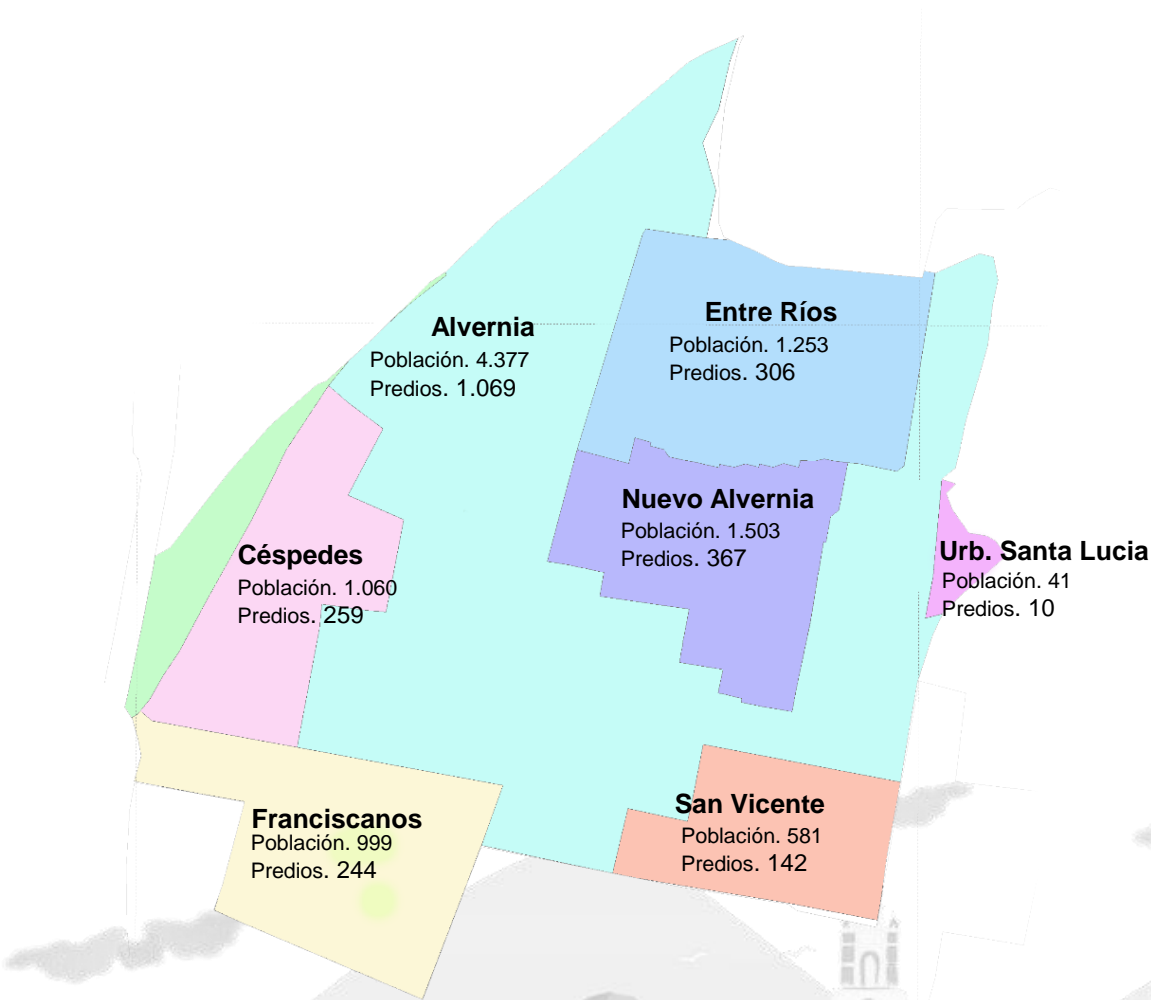 Alvernia
Población. 4.377
Predios. 1.069
Entre Ríos
Población. 1.253
Predios. 306
Nuevo Alvernia
Población. 1.503
Predios. 367
Céspedes
Población. 1.060
Predios. 259
Urb. Santa Lucia
Población. 41
Predios. 10
Franciscanos
Población. 999
Predios. 244
San Vicente
Población. 581
Predios. 142